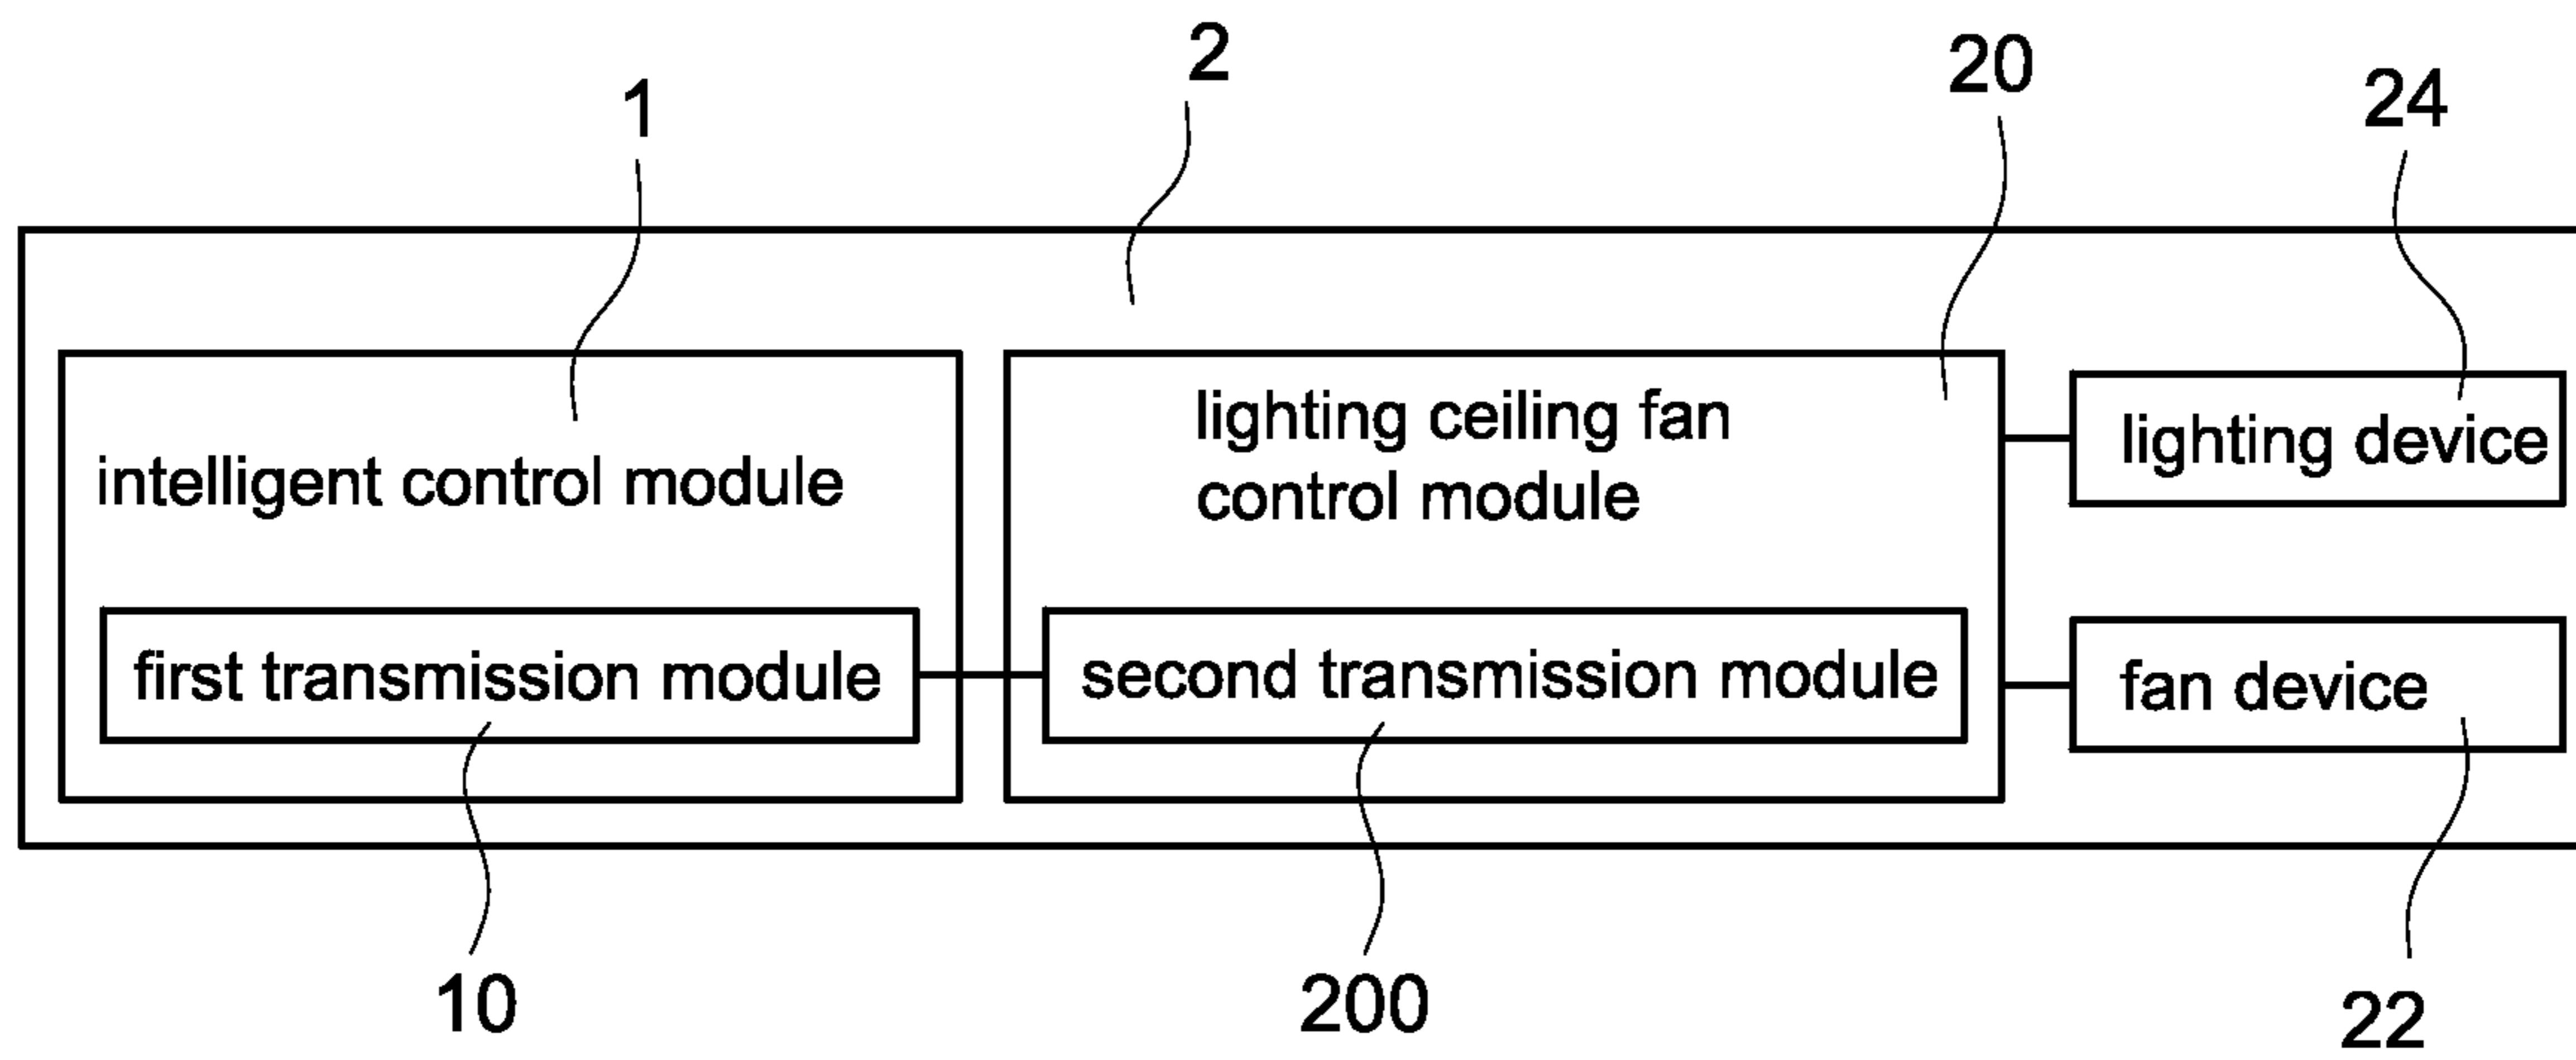 1
2
20
24
intelligent control module
lighting ceiling fan
control module
lighting device
first transmission module
second transmission module
fan device
10
200
22